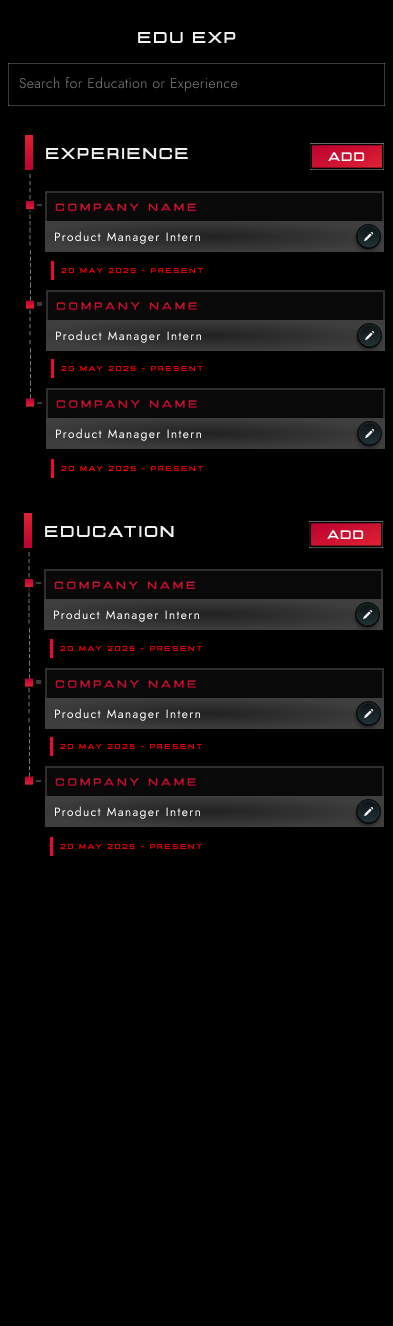 EDU EXP
Search for Education or Experience
EXPERIENCE
ADD
COMPANY NAME
Product Manager Intern
20 MAY 2025 - PRESENT
COMPANY NAME
Product Manager Intern
20 MAY 2025 - PRESENT
COMPANY NAME
Product Manager Intern
20 MAY 2025 - PRESENT
EDUCATION
ADD
COMPANY NAME
Product Manager Intern
20 MAY 2025 - PRESENT
COMPANY NAME
Product Manager Intern
20 MAY 2025 - PRESENT
COMPANY NAME
Product Manager Intern
20 MAY 2025 - PRESENT